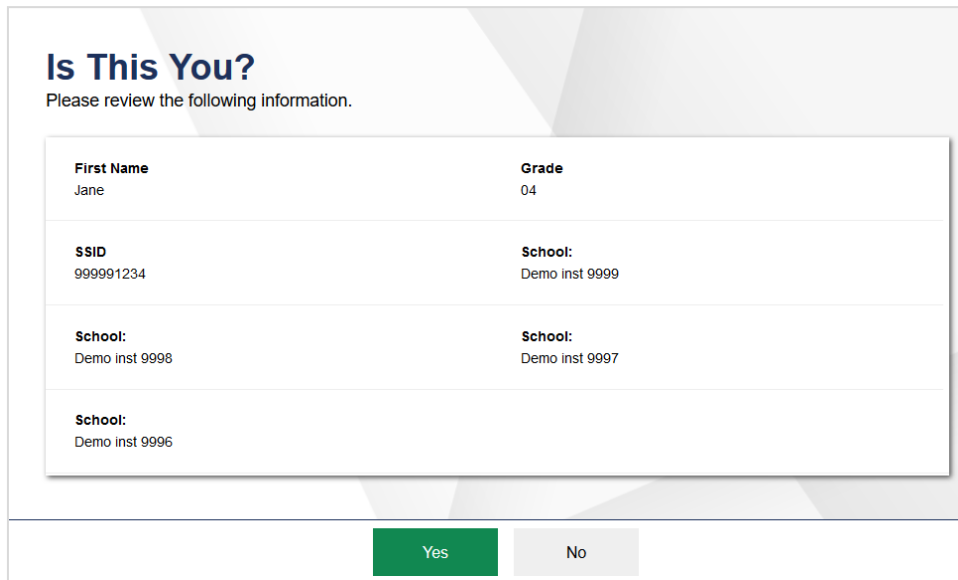 Is This You?
Please review the following information.
First Name
Jane
Grade
04
SSID
999991234
School:
Demo inst 9999
School:
Demo inst 9998
School:
Demo inst 9997
School:
Demo inst 9996
Yes
No